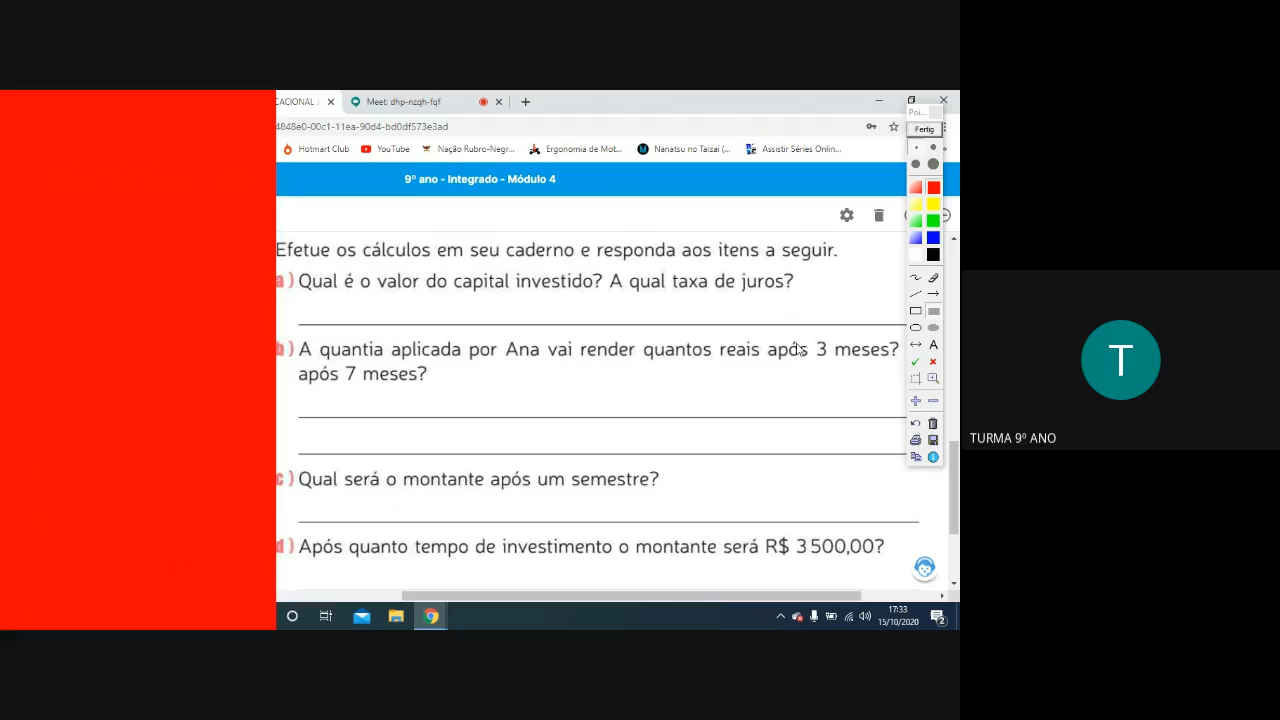 CACIONAL
Meet: dhp-nzqh-fqf
4848e0-00c1-11ea-90d4-bd0df573e3ad
Hotmart Club YouTube Nação Rubro-Negr... Ergonomia de Mot... Nanatsu no Taizai (... Assistir Séries Onlin...
Poi...
Fertig
9º ano - Integrado - Módulo 4
Efetue os cálculos em seu caderno e responda aos itens a seguir.
a) Qual é o valor do capital investido? A qual taxa de juros?
b) A quantia aplicada por Ana vai render quantos reais após 3 meses?
após 7 meses?
c) Qual será o montante após um semestre?
d) Após quanto tempo de investimento o montante será R$ 3 500,00?
A
17:33
15/10/2020
2
T
TURMA 9º ANO